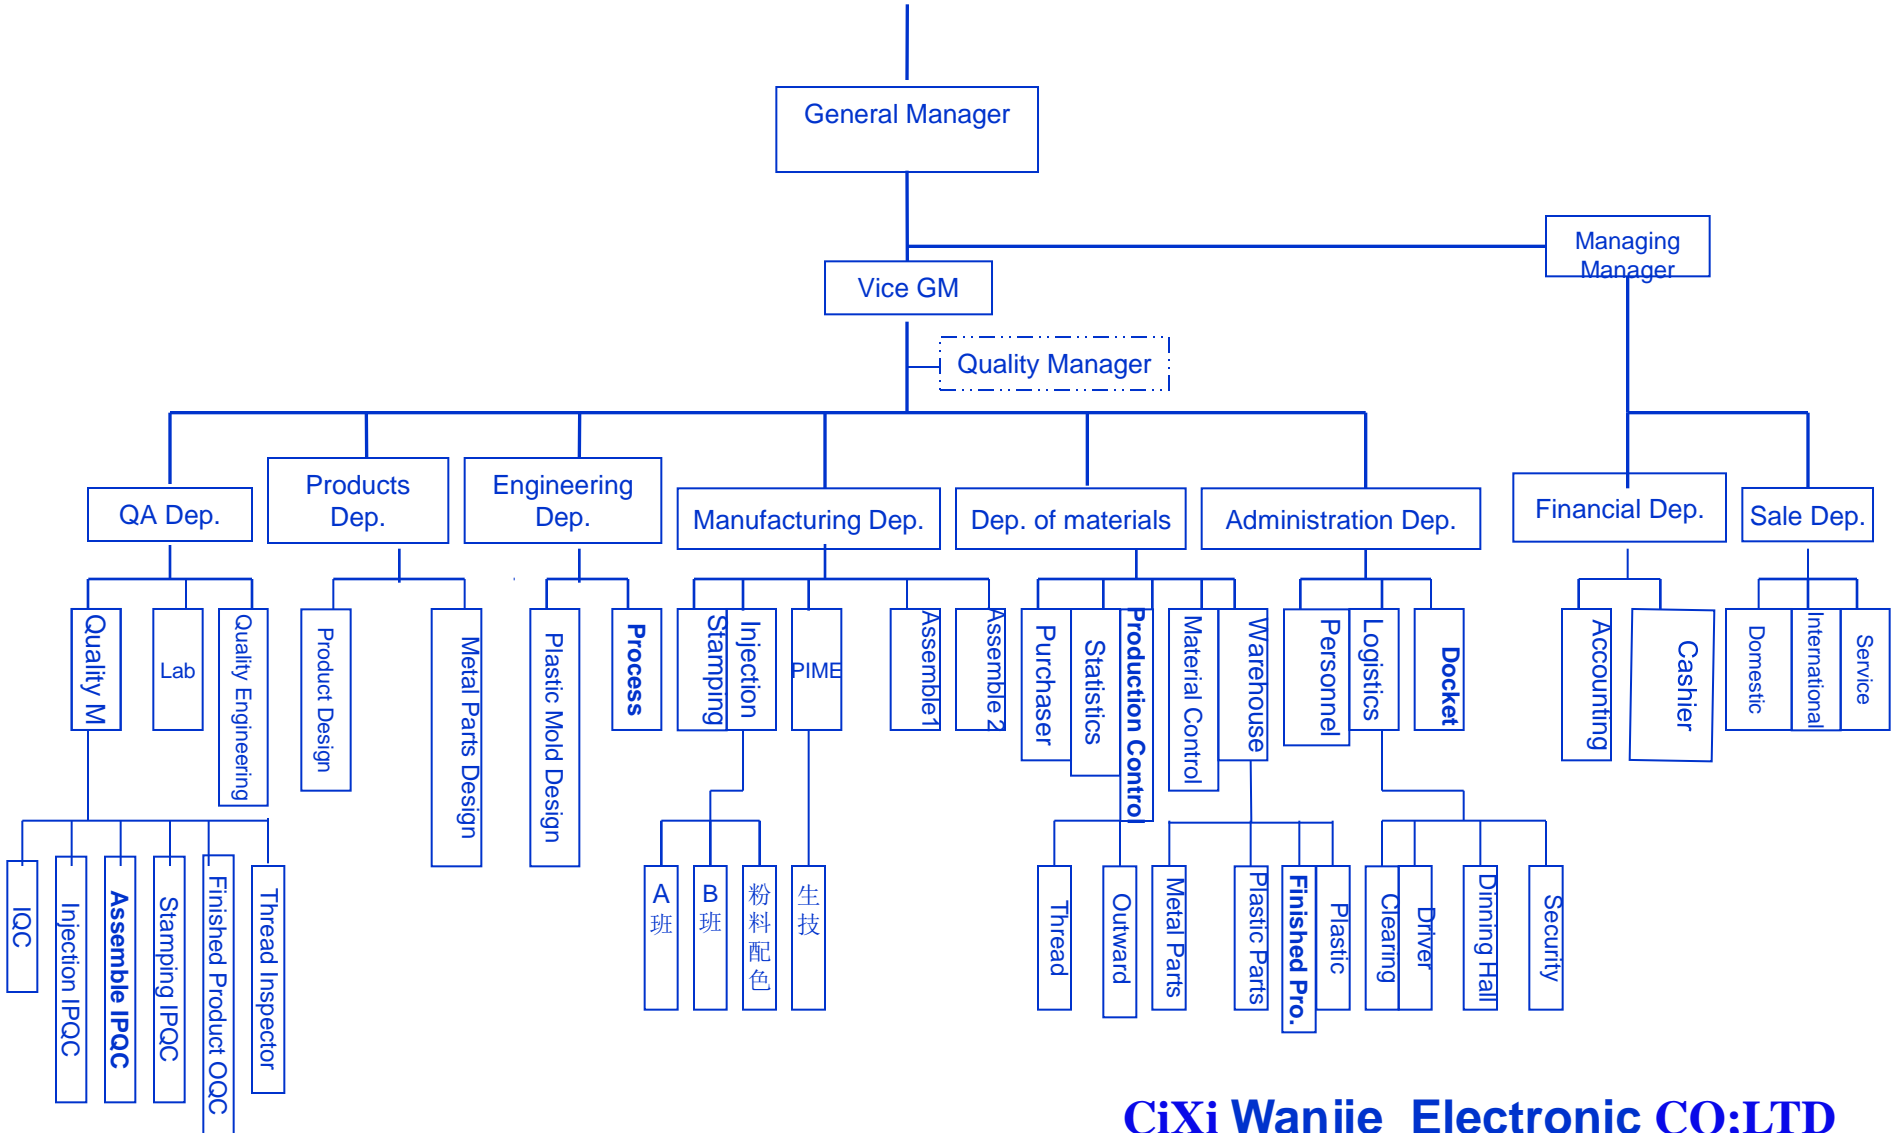 General Manager
Managing
Manager
Vice GM
Quality Manager
QA Dep.
Products
Dep.
Engineering
Dep.
Manufacturing Dep.
Dep. of materials
Administration Dep.
Financial Dep.
Sale Dep.
Quality M
Lab
Quality Engineering
Product Design
Metal Parts Design
Plastic Mold Design
Process
Stamping
Injection
PIME
Assemble1
Assemble 2
Purchaser
Statistics
Production Control
Material Control
Warehouse
Personnel
Logistics
Docket
Accounting
Cashier
Domestic
International
Service
IQC
Injection IPQC
Assemble IPQC
Stamping IPQC
Finished Product OQC
Thread Inspector
A
班
B
班
粉
料
配
色
生
技
Thread
Outward
Metal Parts
Plastic Parts
Finished Pro.
Plastic
Clearing
Driver
Dinning Hall
Security
CiXi Wanjie Electronic CO;LTD